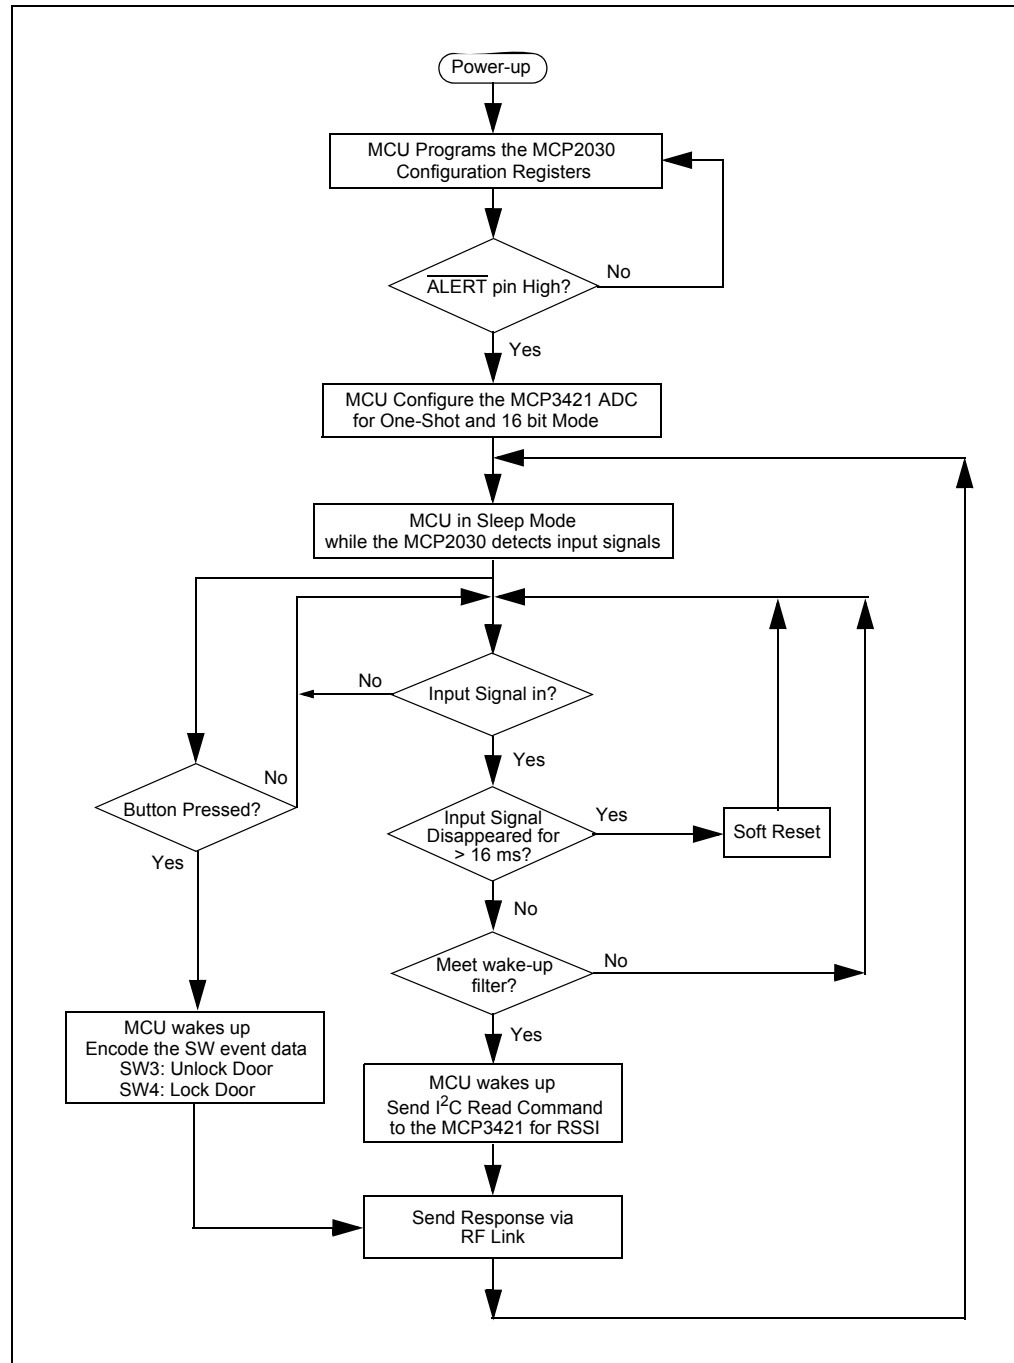 Power-up
MCU Programs the MCP2030
Configuration Registers
ALERT pin High?
No
Yes
MCU Configure the MCP3421 ADC
for One-Shot and 16 bit Mode
MCU in Sleep Mode
while the MCP2030 detects input signals
No
Input Signal in?
Yes
No
Button Pressed?
Yes
Input Signal
Disappeared for
> 16 ms?
Yes
Soft Reset
No
Meet wake-up
filter?
No
Yes
MCU wakes up
Encode the SW event data
SW3: Unlock Door
SW4: Lock Door
MCU wakes up
Send I²C Read Command
to the MCP3421 for RSSI
Send Response via
RF Link